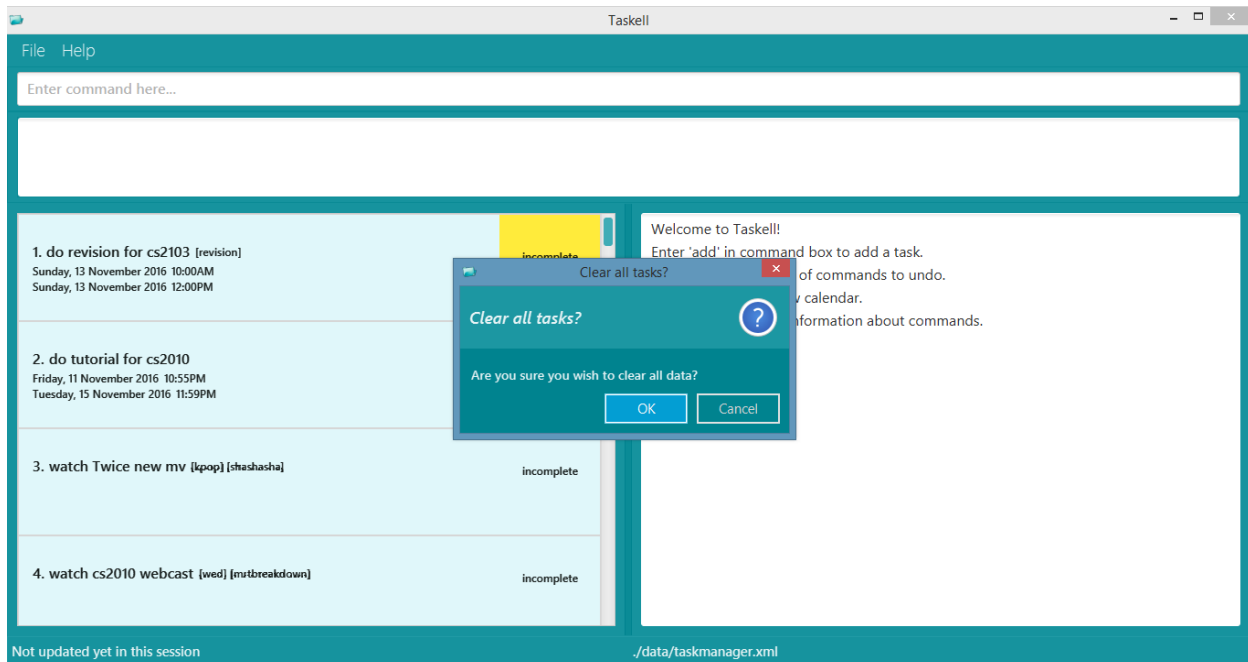 Taskell
File Help
Enter command here...
1. do revision for cs2103 [revision]
Sunday, 13 November 2016 10:00AM
Sunday, 13 November 2016 12:00PM
incomplete
2. do tutorial for cs2010
Friday, 11 November 2016 10:55PM
Tuesday, 15 November 2016 11:59PM
3. watch Twice new mv [kpop] [shashasha]
incomplete
4. watch cs2010 webcast [wed] [mrtbreakdown]
incomplete
Welcome to Taskell!
Enter 'add' in command box to add a task.
of commands to undo.
calendar.
information about commands.
Clear all tasks?
Clear all tasks?
Are you sure you wish to clear all data?
OK Cancel
Not updated yet in this session
./data/taskmanager.xml